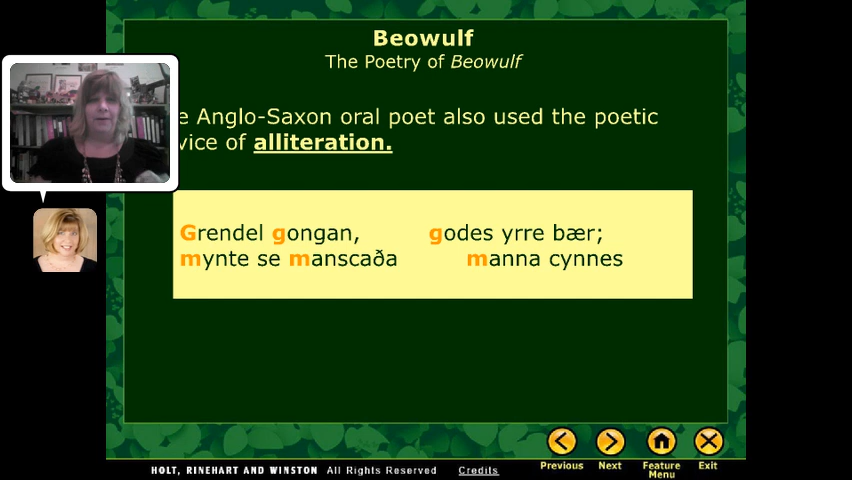 Beowulf
The Poetry of Beowulf
e Anglo-Saxon oral poet also used the poetic
vice of alliteration.
Grendel gongan, godes yrre bær;
mynte se manscaða manna cynnes
Previous Next Feature Menu Exit
HOLT, RINEHART AND WINSTON All Rights Reserved Credits